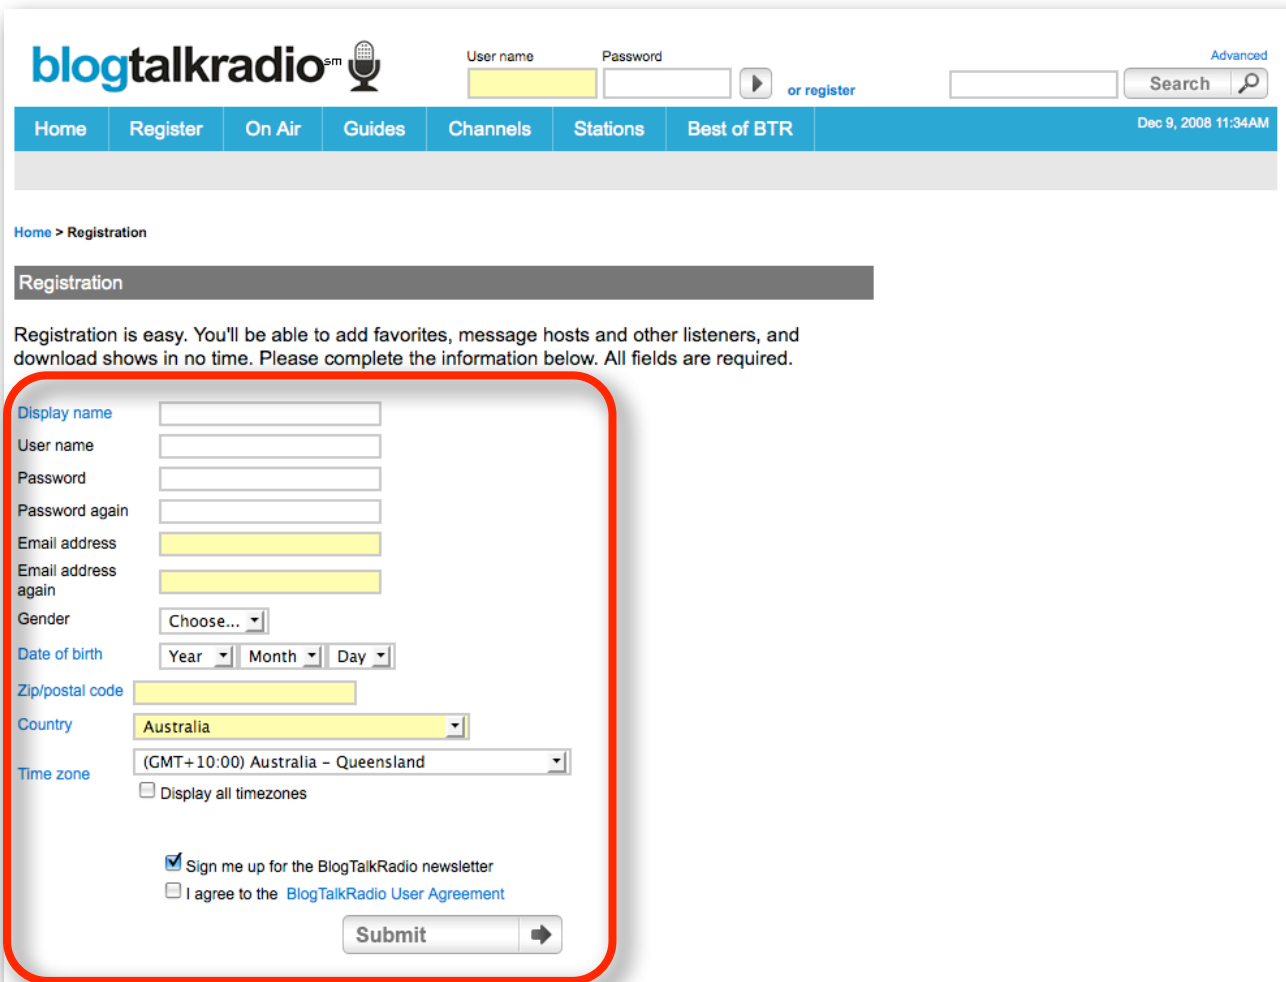 blogtalkradio℠
User name Password
or register
Advanced
Search
Home Register On Air Guides Channels Stations Best of BTR
Dec 9, 2008 11:34AM
Home > Registration
Registration
Registration is easy. You'll be able to add favorites, message hosts and other listeners, and
download shows in no time. Please complete the information below. All fields are required.
Display name
User name
Password
Password again
Email address
Email address
again
Gender Choose...
Date of birth Year Month Day
Zip/postal code
Country Australia
Time zone (GMT+10:00) Australia – Queensland
Display all timezones
Sign me up for the BlogTalkRadio newsletter
I agree to the BlogTalkRadio User Agreement
Submit